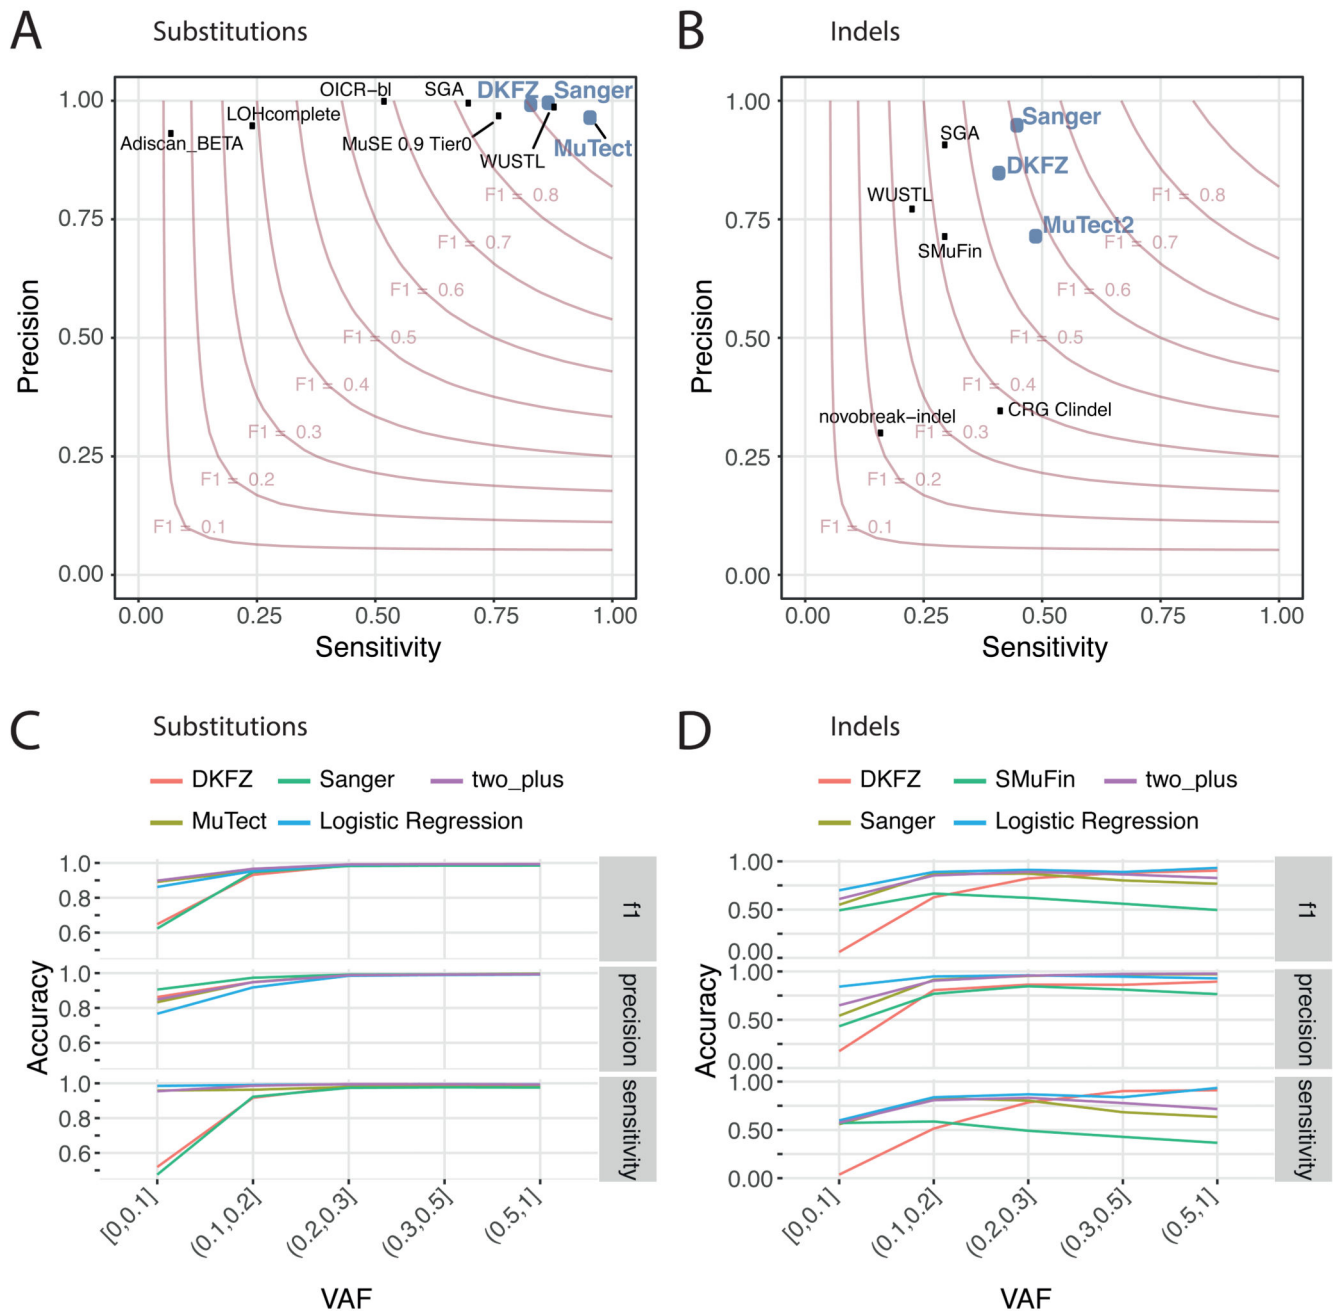 A
Substitutions
B
Indels
1.00
0.75
0.50
0.25
0.00
Precision
OICR-bl
SGA
DKFZ
Sanger
LOHcomplete
Adiscan_BETA
MuSE 0.9 Tier0
WUSTL
MuTect
F1 = 0.8
F1 = 0.7
F1 = 0.6
F1 = 0.5
F1 = 0.4
F1 = 0.3
F1 = 0.2
F1 = 0.1
0.00 0.25 0.50 0.75 1.00
Sensitivity
1.00
0.75
0.50
0.25
0.00
Precision
Sanger
SGA
DKFZ
WUSTL
MuTect2
SMuFin
CRG Clindel
novobreak-indel
F1 = 0.8
F1 = 0.7
F1 = 0.6
F1 = 0.5
F1 = 0.4
F1 = 0.3
F1 = 0.2
F1 = 0.1
0.00 0.25 0.50 0.75 1.00
Sensitivity
C
Substitutions
DKFZ Sanger two_plus
MuTect Logistic Regression
Accuracy
1.0
0.8
0.6
f1
1.0
0.8
0.6
precision
1.0
0.8
0.6
sensitivity
[0,0.1] (0.1,0.2] (0.2,0.3] (0.3,0.5] (0.5,1]
VAF
D
Indels
DKFZ SMuFin two_plus
Sanger Logistic Regression
Accuracy
1.00
0.50
0.00
f1
1.00
0.50
0.00
precision
1.00
0.50
0.00
sensitivity
[0,0.1] (0.1,0.2] (0.2,0.3] (0.3,0.5] (0.5,1]
VAF